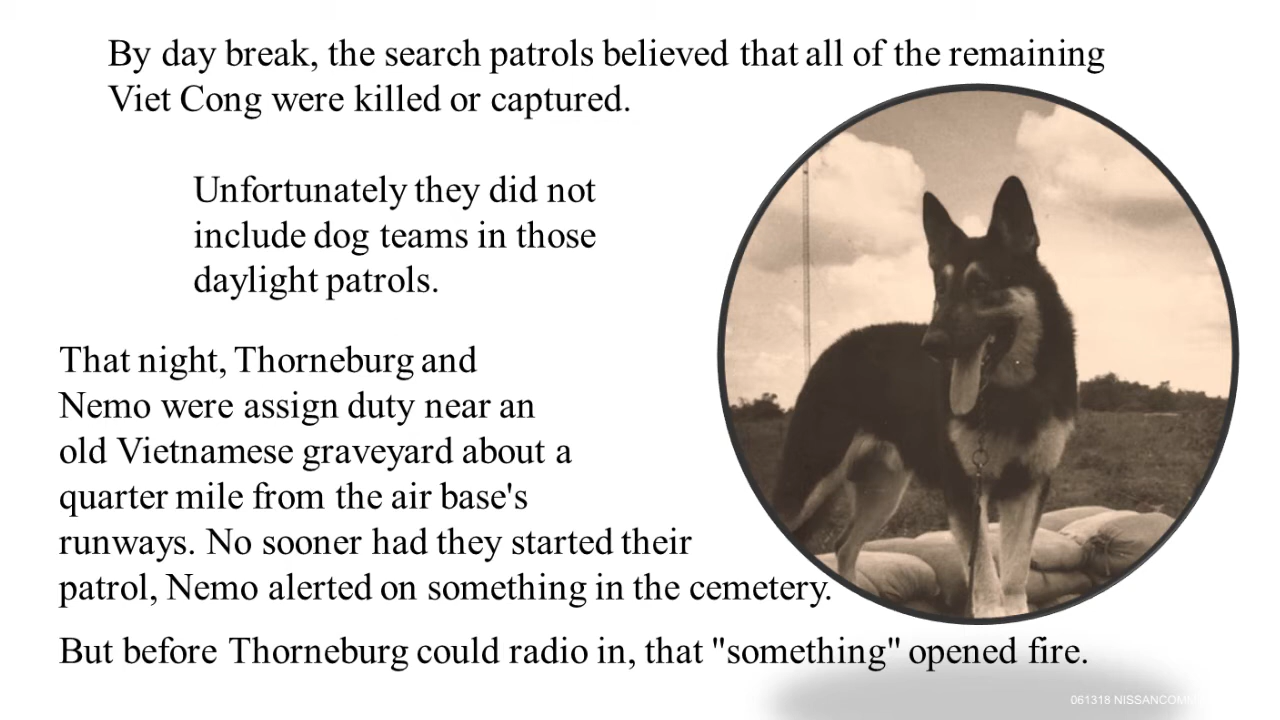 By day break, the search patrols believed that all of the remaining
Viet Cong were killed or captured.
Unfortunately they did not
include dog teams in those
daylight patrols.
That night, Thorneburg and
Nemo were assign duty near an
old Vietnamese graveyard about a
quarter mile from the air base's
runways. No sooner had they started their
patrol, Nemo alerted on something in the cemetery.
But before Thorneburg could radio in, that "something" opened fire.
061318